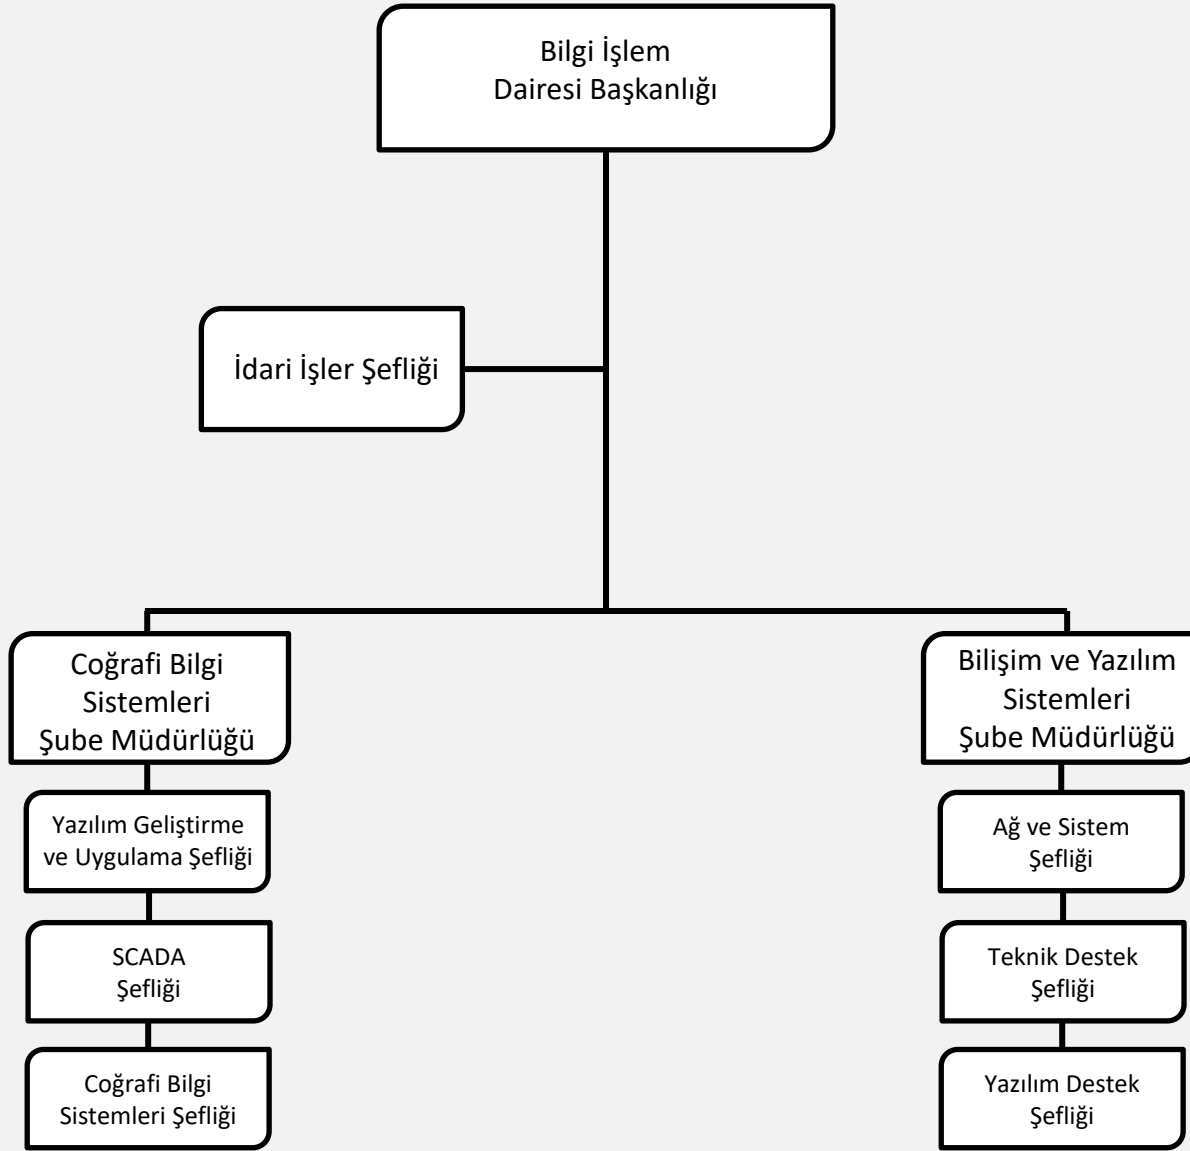 Bilgi İşlem
Dairesi Başkanlığı
İdari İşler Şefliği
Coğrafi Bilgi
Sistemleri
Şube Müdürlüğü
Yazılım Geliştirme
ve Uygulama Şefliği
SCADA
Şefliği
Coğrafi Bilgi
Sistemleri Şefliği
Bilişim ve Yazılım
Sistemleri
Şube Müdürlüğü
Ağ ve Sistem
Şefliği
Teknik Destek
Şefliği
Yazılım Destek
Şefliği